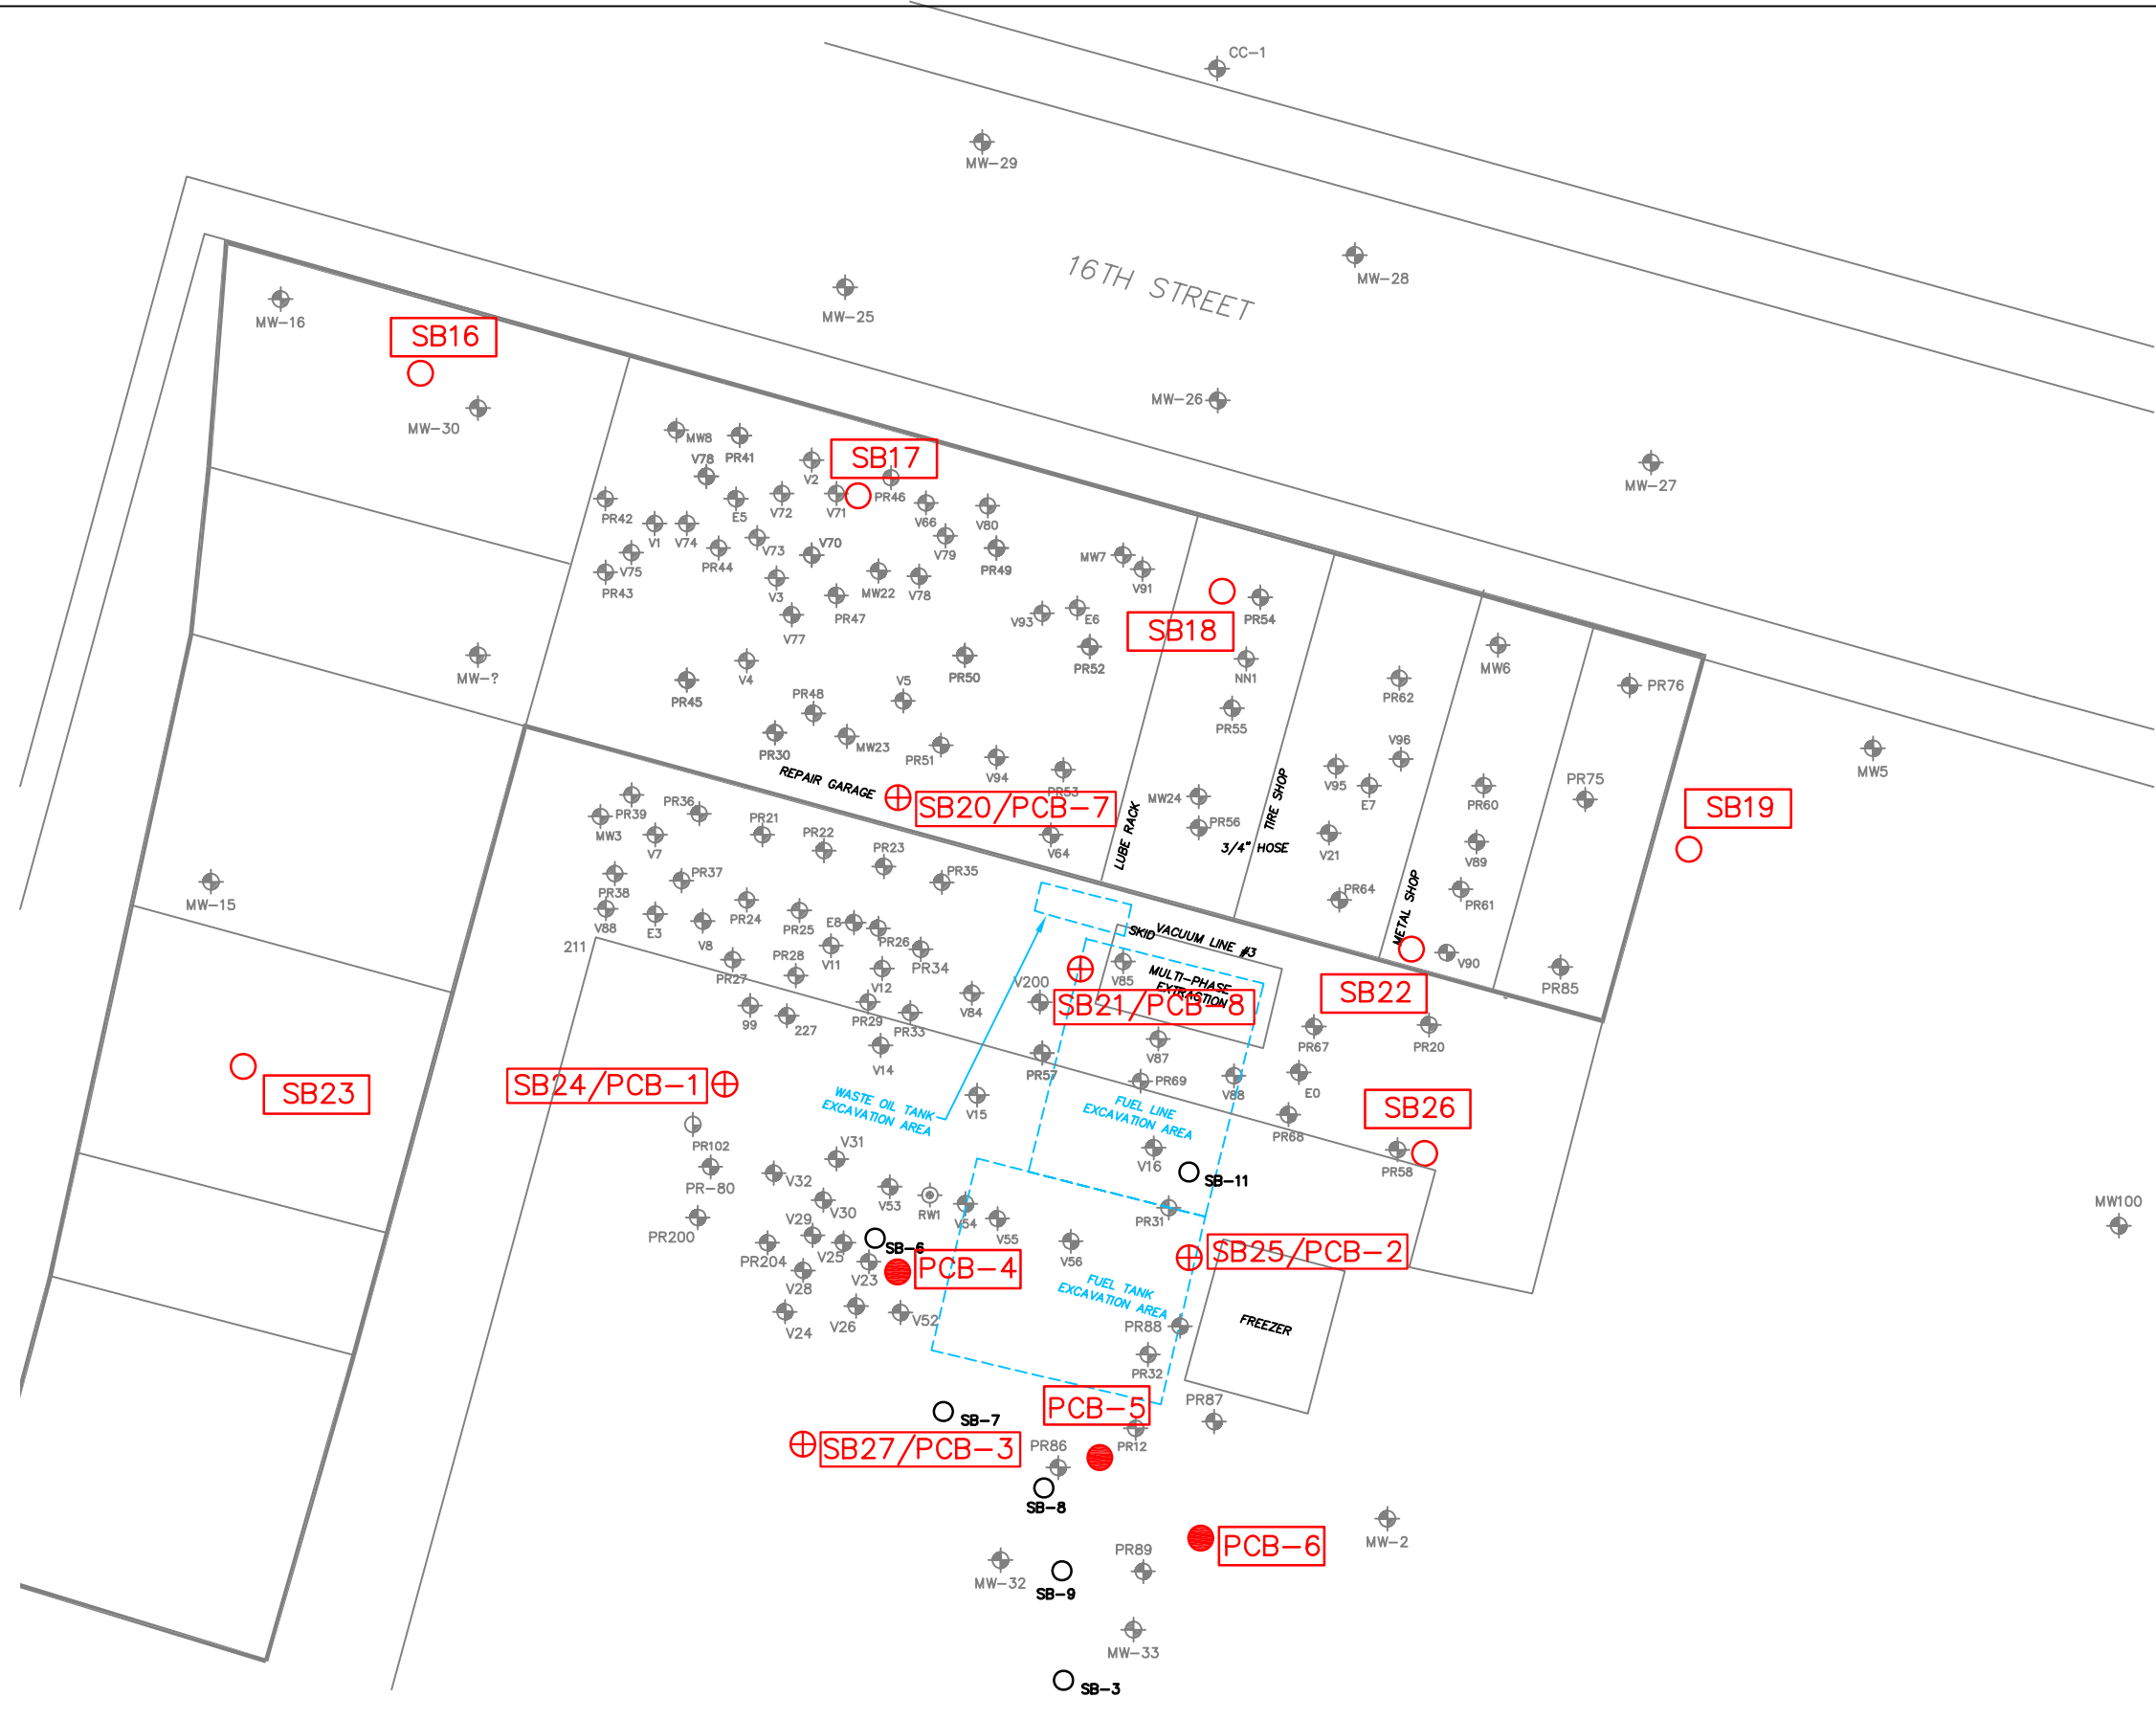 CC-1
MW-29
16TH STREET
MW-28
MW-25
MW-16
SB16
MW-26
MW-30
MW8
PR41
V78
SB17
V2
MW-27
PR46
PR42
E5
V72
V71
V66
V80
V1
V74
V73
V70
V79
PR44
PR49
MW7
V75
V91
PR43
V3
MW22
V78
PR47
V93
E6
PR54
SB18
V77
PR52
MW6
MW-?
V4
PR50
NN1
PR45
V5
PR62
PR76
PR48
PR55
PR30
MW23
PR51
V94
V96
MW5
REPAIR GARAGE
PR53
V95
E7
PR60
PR75
SB20/PCB-7
MW24
SB19
PR39
PR36
MW3
V7
PR21
PR22
V64
LUBE RACK
PR56
TIRE SHOP
3/4" HOSE
V21
V89
PR23
PR35
PR38
PR37
PR64
PR61
METAL SHOP
MW-15
V88
E3
V8
PR24
PR25
E8
PR26
211
PR27
PR28
V11
PR34
SKID
VACUUM LINE #3
V90
V12
V85
MULTI-PHASE
EXTRACTION
V200
SB21/PCB-8
SB22
PR85
99
227
PR29
PR33
V84
V14
PR57
V87
PR67
PR20
SB24/PCB-1
SB23
PR69
V88
E0
WASTE OIL TANK
EXCAVATION AREA
V15
FUEL LINE
EXCAVATION AREA
PR68
SB26
PR102
V31
V16
PR58
PR-80
V32
SB-11
V53
RW1
V54
V30
PR31
MW100
PR200
V29
V25
SB-6
V55
PR204
V28
V23
PCB-4
V56
SB25/PCB-2
FUEL TANK
EXCAVATION AREA
V24
V26
V52
PR88
FREEZER
PR32
PCB-5
PR87
SB-7
SB27/PCB-3
PR86
PR12
SB-8
PCB-6
MW-2
PR89
MW-32
SB-9
MW-33
SB-3